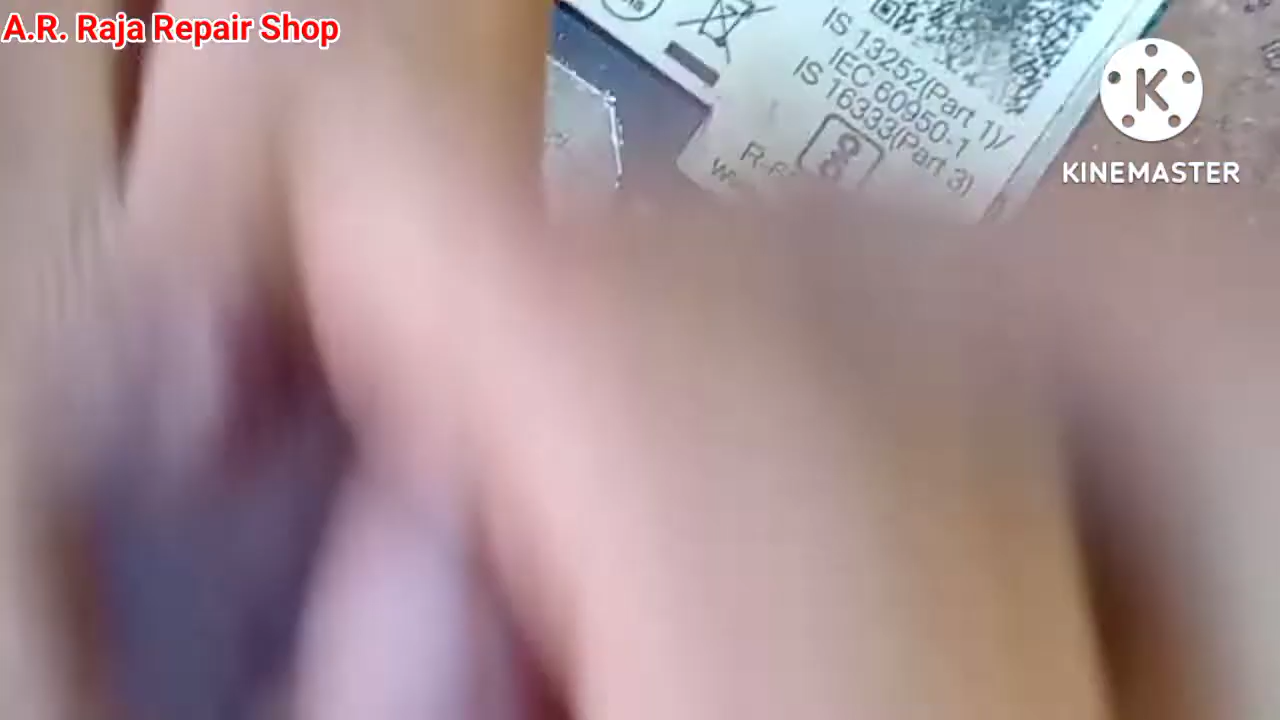 A.R. Raja Repair Shop
IS 13252(Part 1)/
IEC 60950-1
IS 16333(Part 3)
KINEMASTER